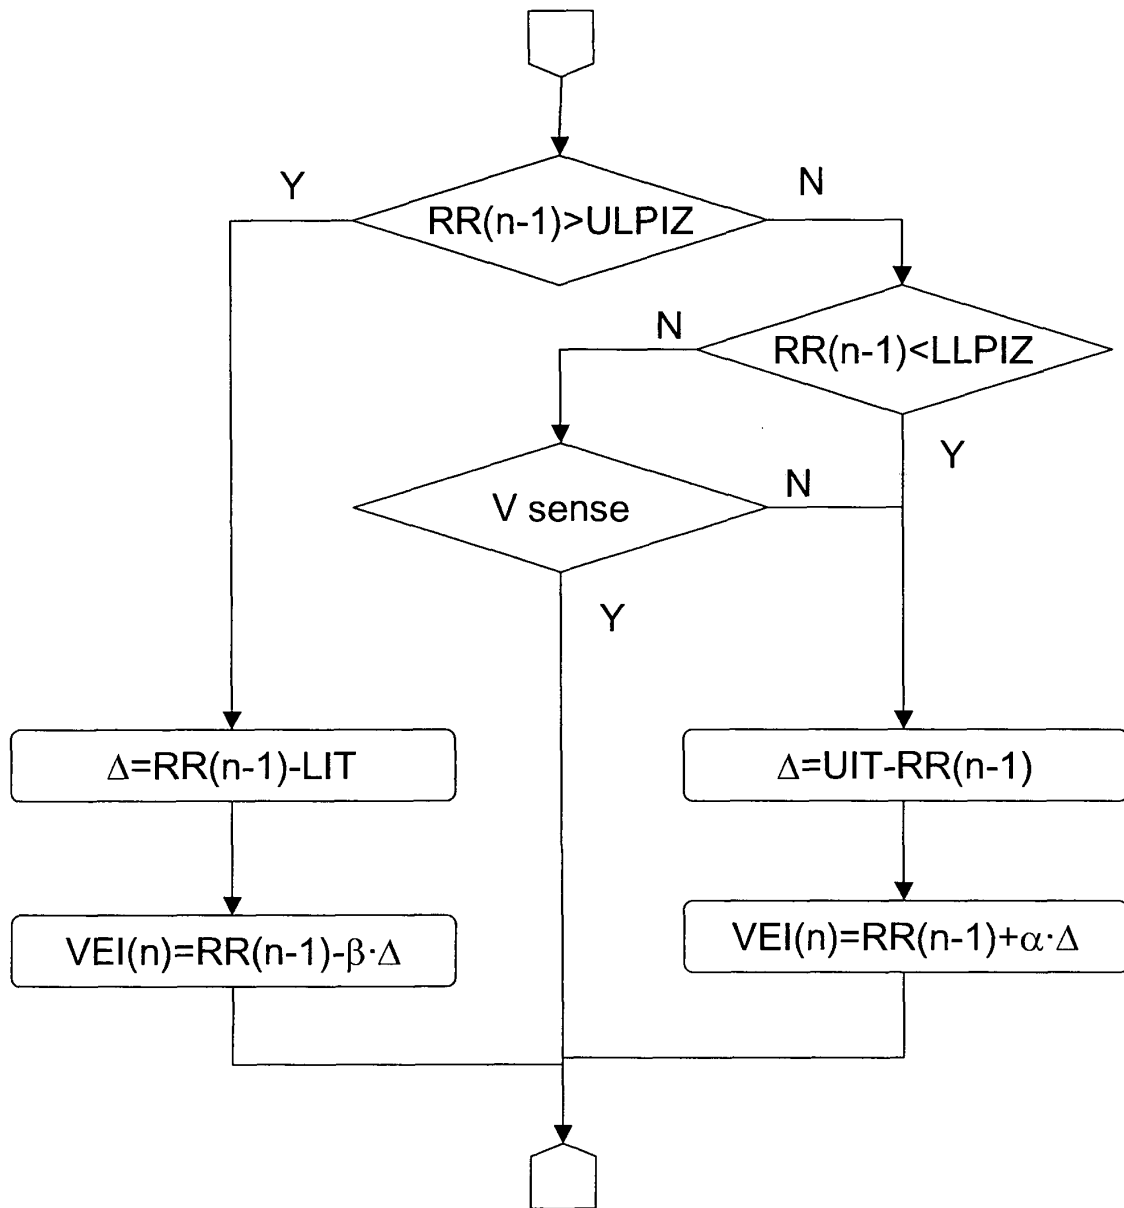 Y
N
RR(n-1)>ULPIZ
N
RR(n-1)<LLPIZ
Y
N
V sense
Y
Δ=RR(n-1)-LIT
Δ=UIT-RR(n-1)
VEI(n)=RR(n-1)-β·Δ
VEI(n)=RR(n-1)+α·Δ